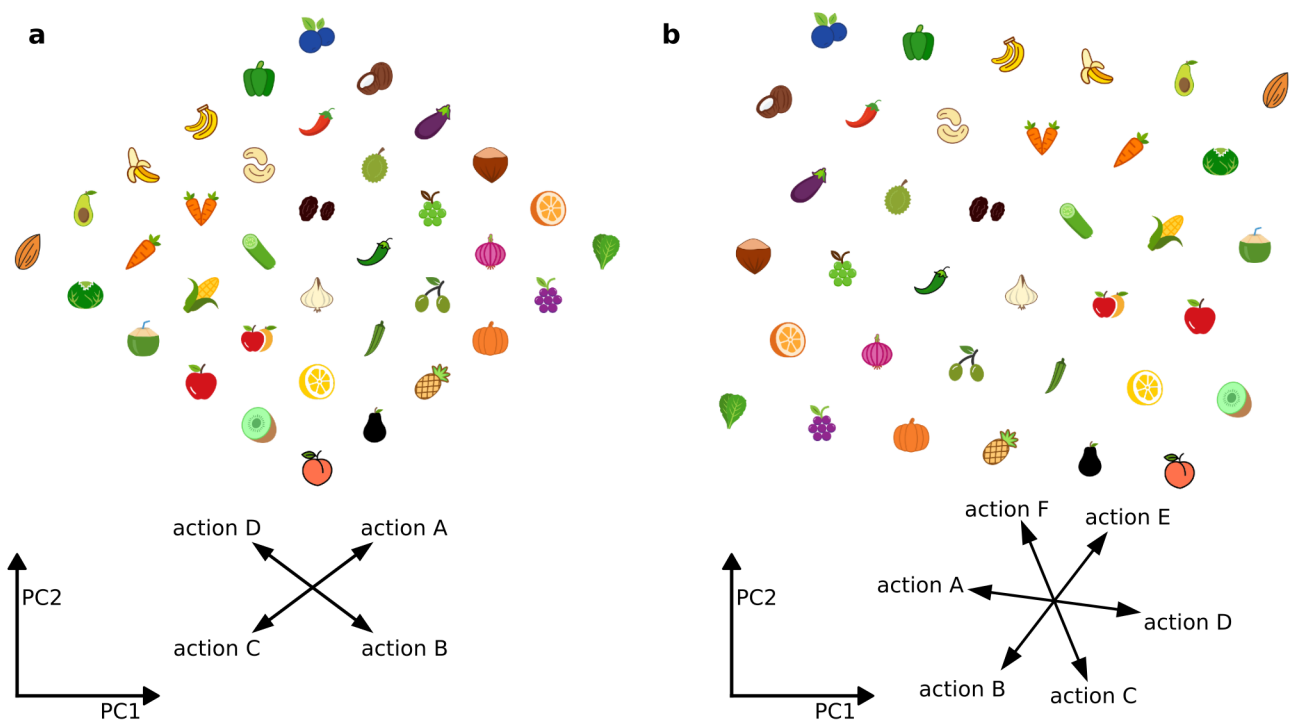 a
b
action D
action A
action C
action B
PC2
PC1
action F
action E
action A
action D
action B
action C
PC2
PC1